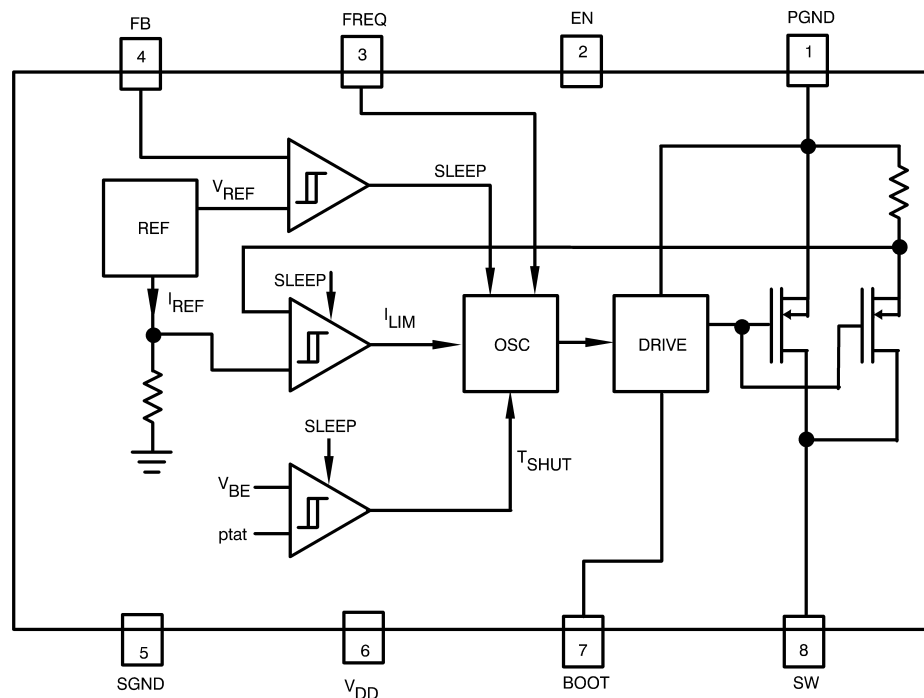 FB
FREQ
EN
PGND
4
3
2
1
SLEEP
VREF
REF
SLEEP
IREF
ILIM
OSC
DRIVE
SLEEP
TSHUT
VBE
ptat
5
6
7
8
SGND
VDD
BOOT
SW